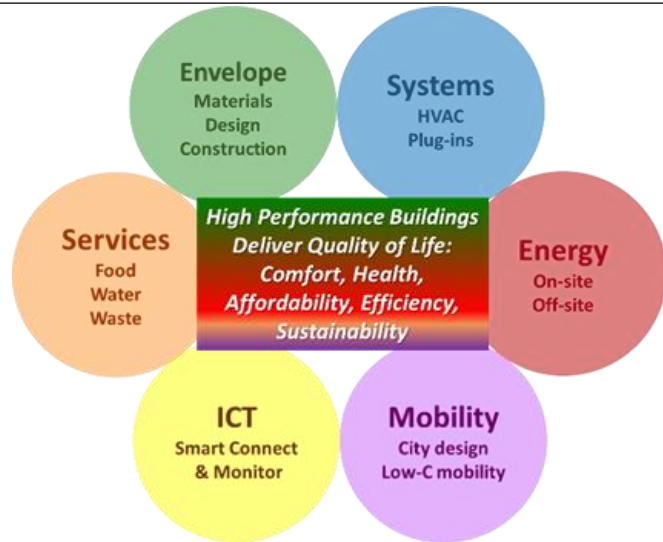 Envelope
Materials
Design
Construction
Systems
HVAC
Plug-ins
Services
Food
Water
Waste
High Performance Buildings
Deliver Quality of Life:
Comfort, Health,
Affordability, Efficiency,
Sustainability
Energy
On-site
Off-site
ICT
Smart Connect
& Monitor
Mobility
City design
Low-C mobility